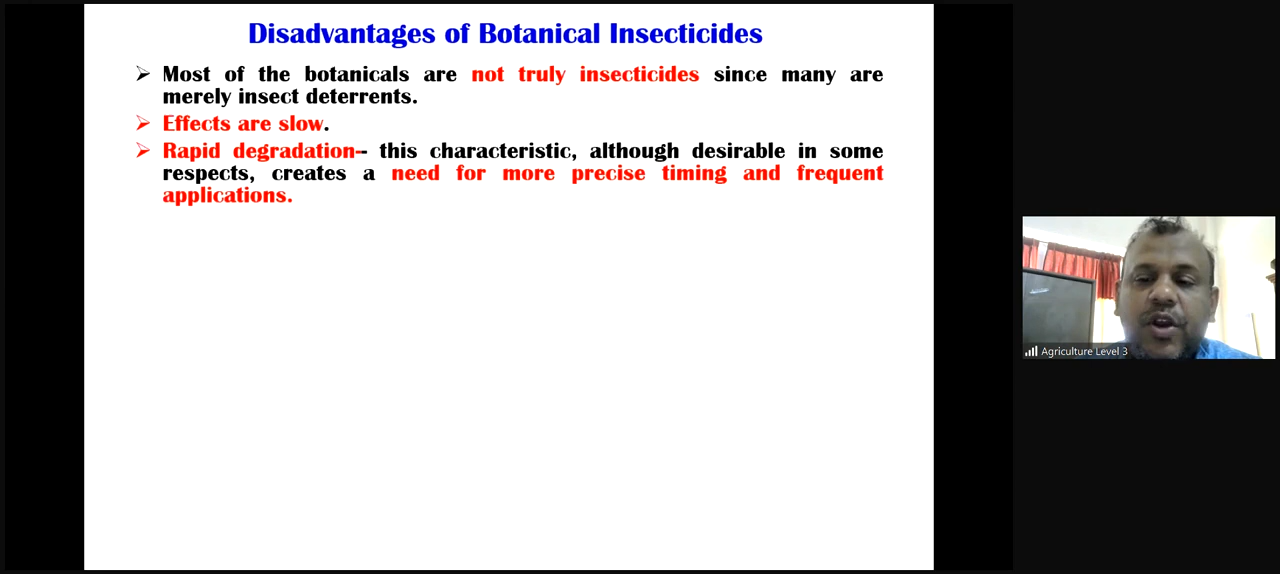 Disadvantages of Botanical Insecticides
Most of the botanicals are not truly insecticides since many are
merely insect deterrents.
Effects are slow.
Rapid degradation-- this characteristic, although desirable in some
respects, creates a need for more precise timing and frequent
applications.
Agriculture Level 3